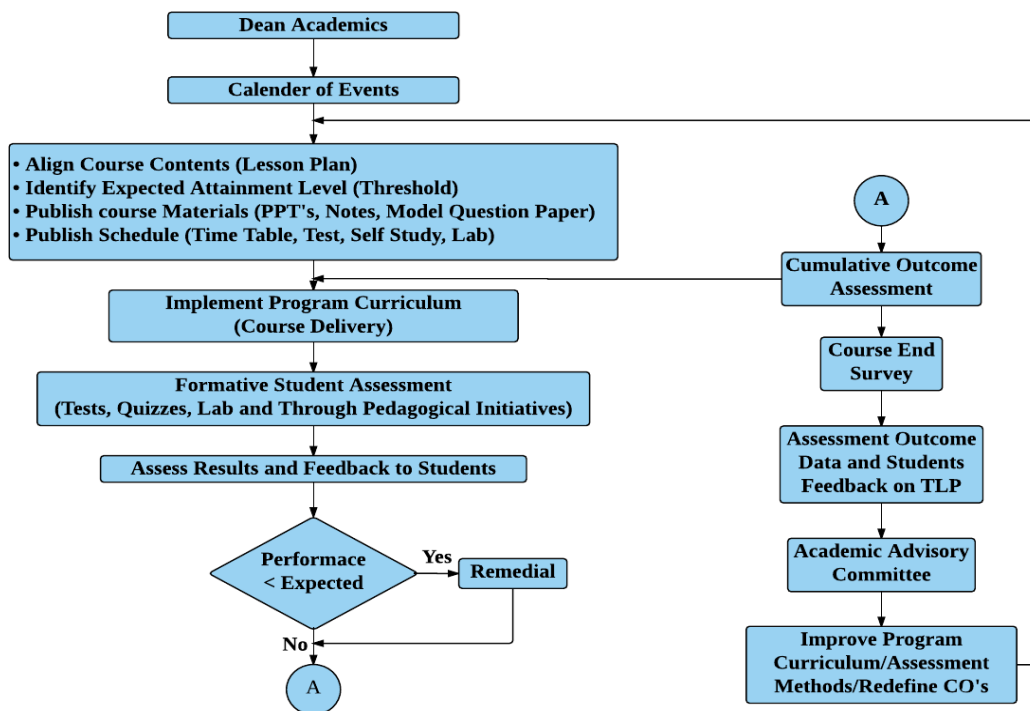 Dean Academics
Calender of Events
• Align Course Contents (Lesson Plan)
• Identify Expected Attainment Level (Threshold)
• Publish course Materials (PPT's, Notes, Model Question Paper)
• Publish Schedule (Time Table, Test, Self Study, Lab)
Implement Program Curriculum
(Course Delivery)
Formative Student Assessment
(Tests, Quizzes, Lab and Through Pedagogical Initiatives)
Assess Results and Feedback to Students
Performace
< Expected
Yes
Remedial
No
A
A
Cumulative Outcome
Assessment
Course End
Survey
Assessment Outcome
Data and Students
Feedback on TLP
Academic Advisory
Committee
Improve Program
Curriculum/Assessment
Methods/Redefine CO's